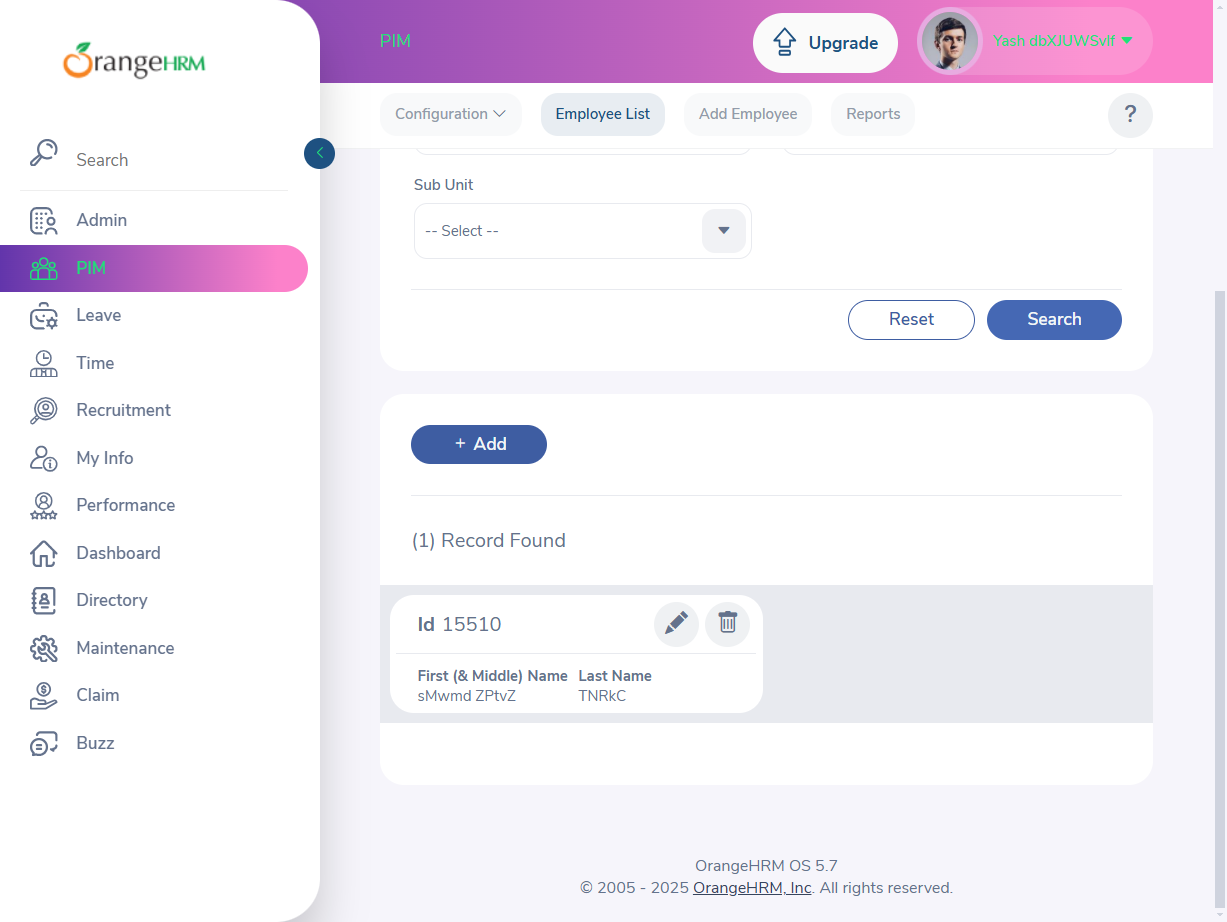 OrangeHRM
PIM
Upgrade
Yash dbXJUWSvlf
Configuration
Employee List
Add Employee
Reports
?
Search
Admin
PIM
Leave
Time
Recruitment
My Info
Performance
Dashboard
Directory
Maintenance
Claim
Buzz
Sub Unit
-- Select --
Reset
Search
+ Add
(1) Record Found
Id 15510
First (& Middle) Name Last Name
sMwmd ZPtvZ TNRkC
OrangeHRM OS 5.7
© 2005 - 2025 OrangeHRM, Inc. All rights reserved.